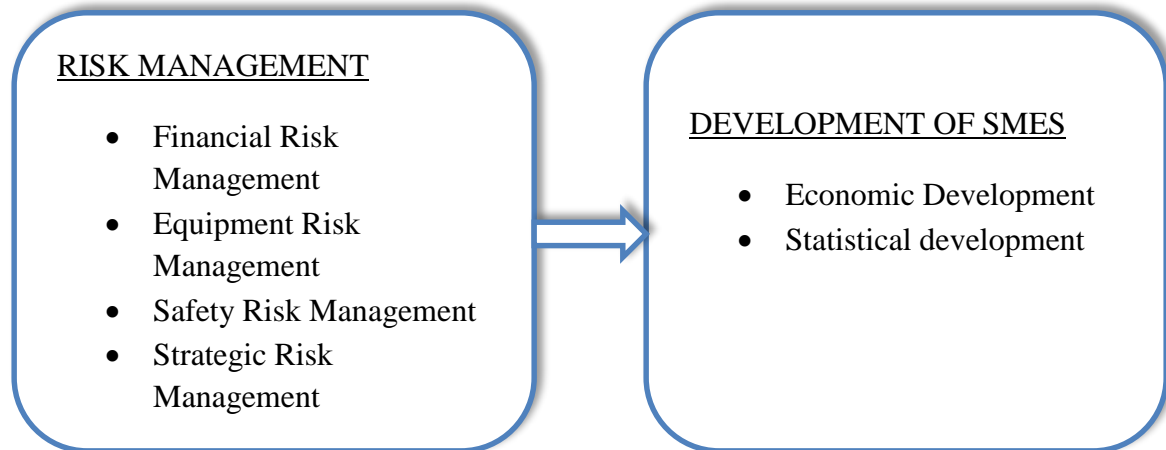 RISK MANAGEMENT
• Financial Risk
Management
• Equipment Risk
Management
• Safety Risk Management
• Strategic Risk
Management
DEVELOPMENT OF SMES
• Economic Development
• Statistical development